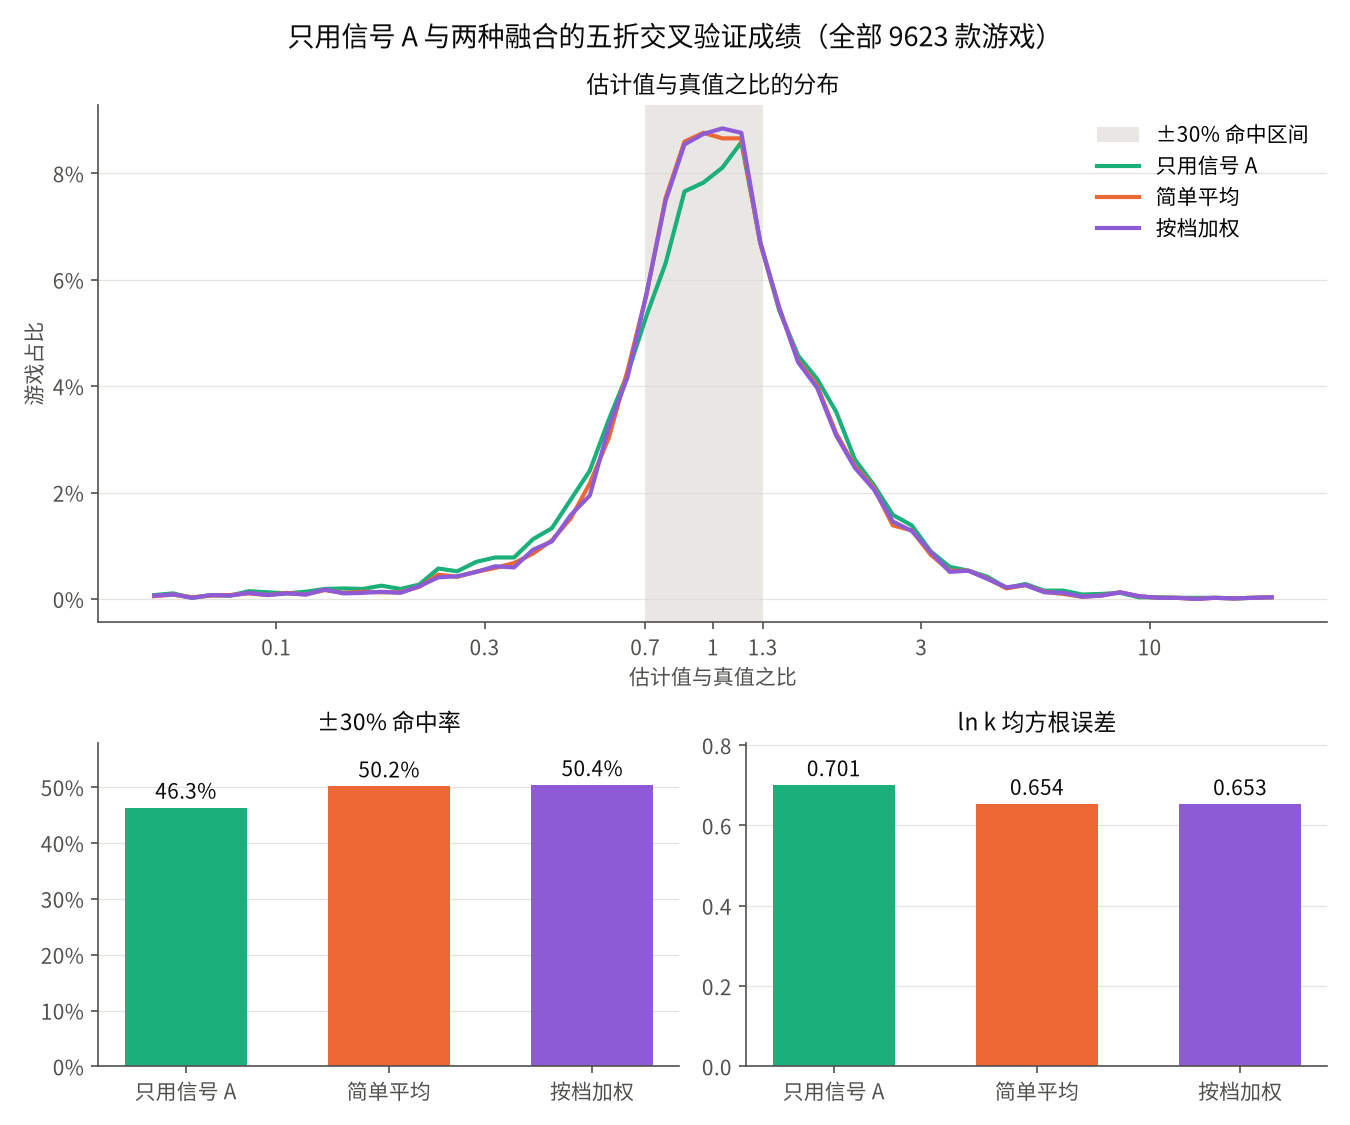 只用信号 A 与两种融合的五折交叉验证成绩（全部 9623 款游戏）
估计值与真值之比的分布
±30% 命中区间
只用信号 A
简单平均
按档加权
游戏占比
8%
6%
4%
2%
0%
0.1
0.3
0.7
1
1.3
3
10
估计值与真值之比
±30% 命中率
50%
40%
30%
20%
10%
0%
46.3%
50.2%
50.4%
只用信号 A
简单平均
按档加权
ln k 均方根误差
0.8
0.6
0.4
0.2
0.0
0.701
0.654
0.653
只用信号 A
简单平均
按档加权